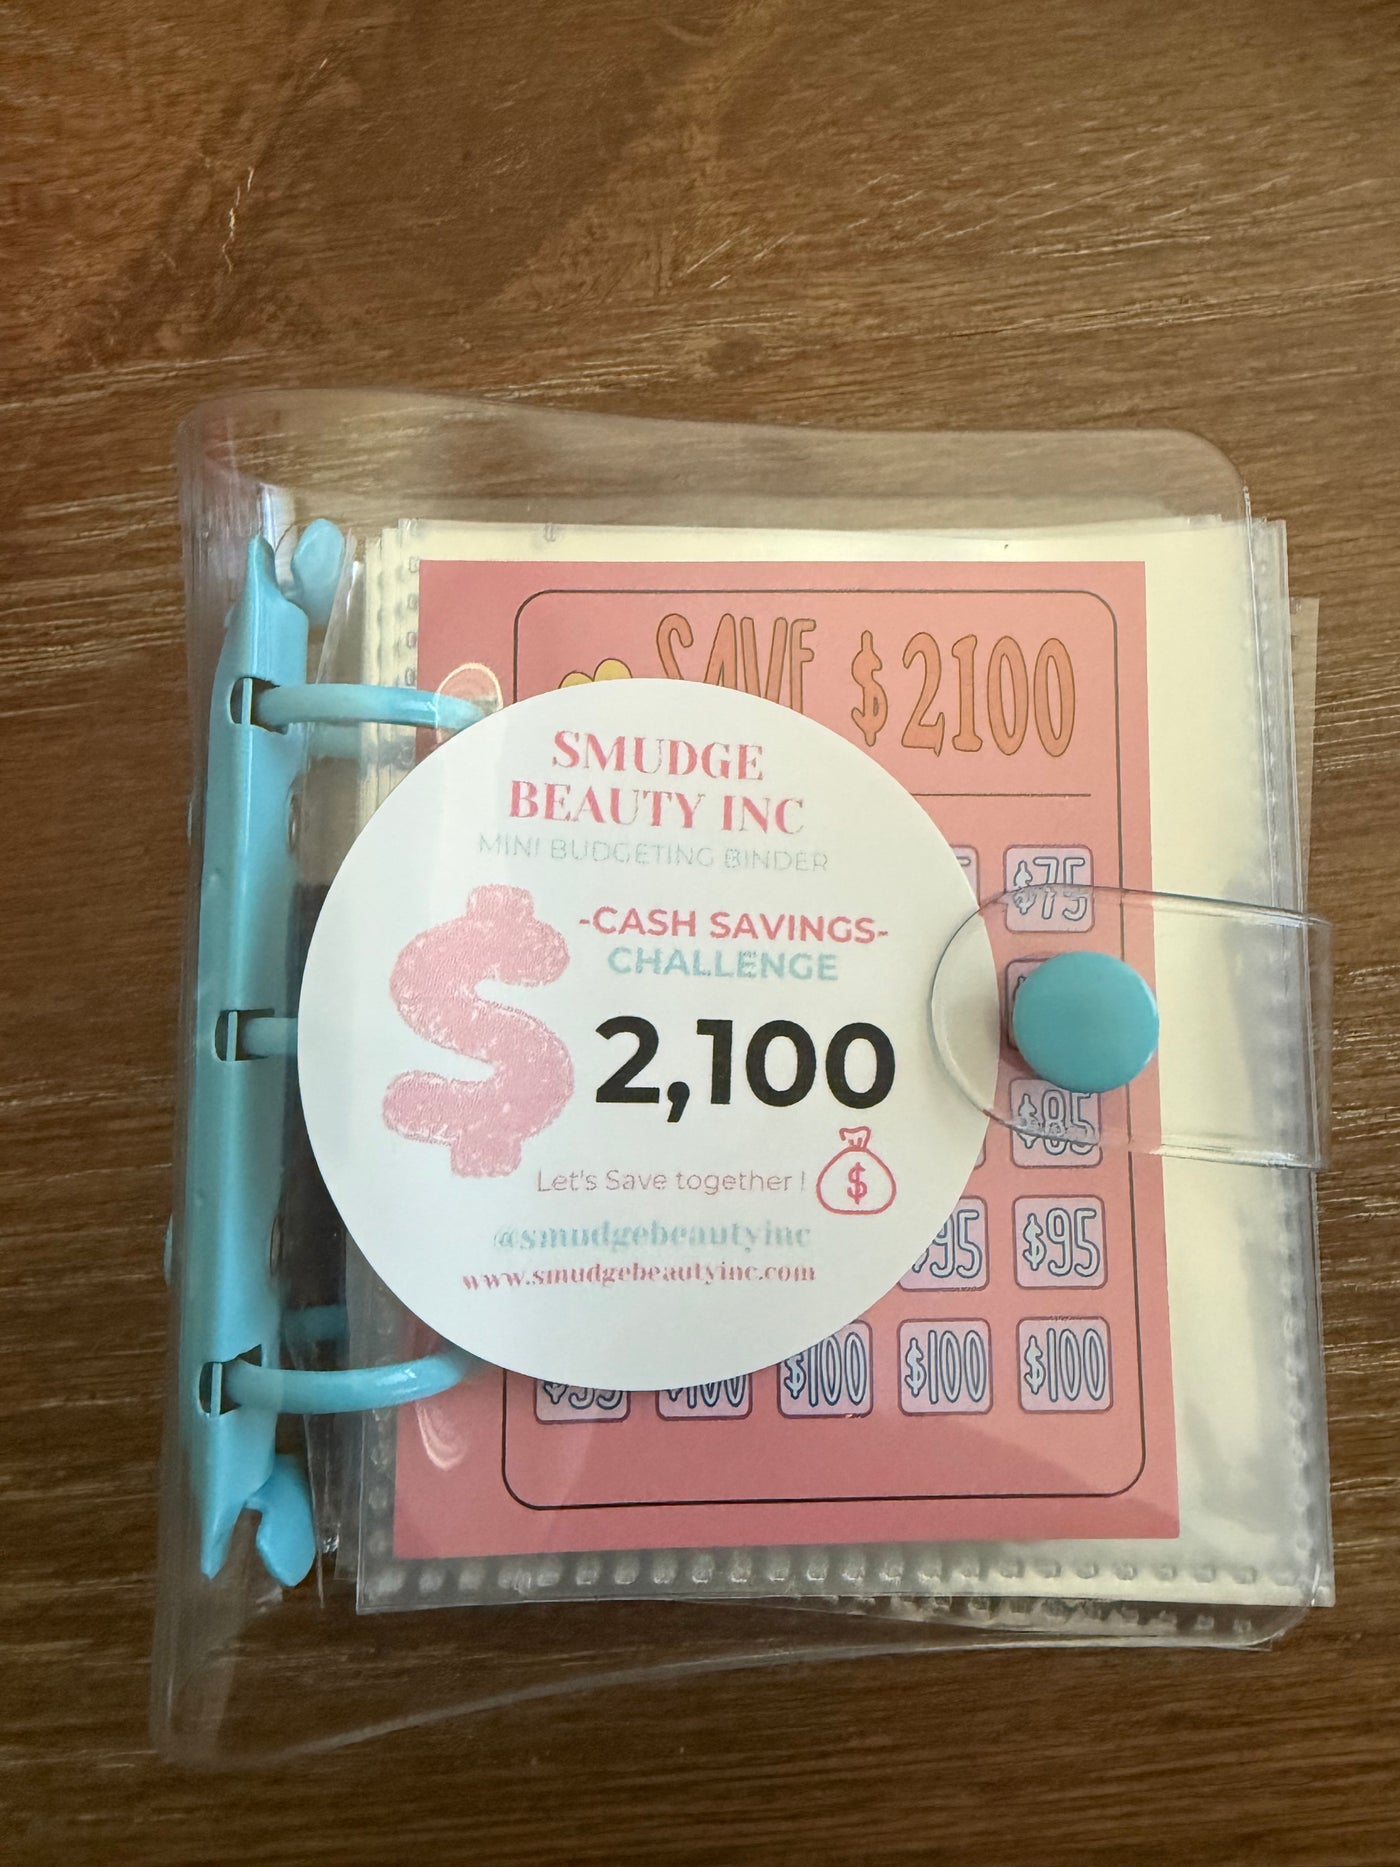 SAVE $2100
SMUDGE
BEAUTY INC
MINI BUDGETING BINDER
-CASH SAVINGS-
CHALLENGE
$ 2,100
Let's Save together !
$
@smudgebeautyinc
www.smudgebeautyinc.com
$75
$85
$95 $95
$100 $100 $100 $100